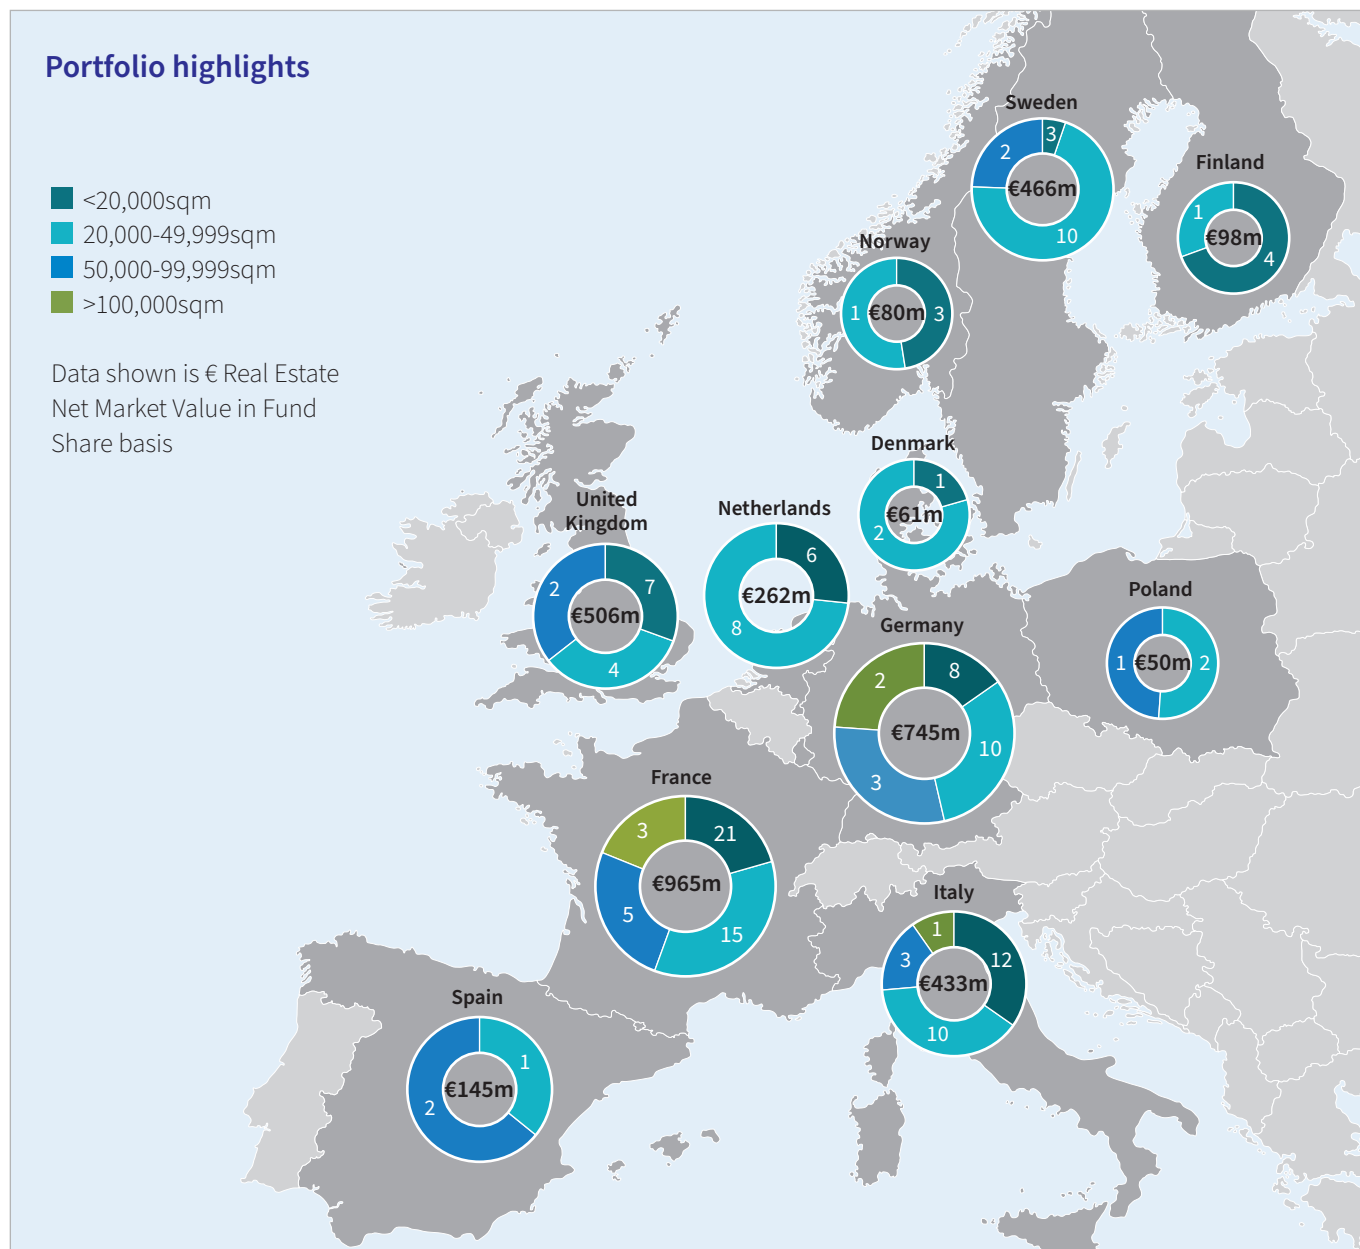 Portfolio highlights
<20,000sqm
20,000-49,999sqm
50,000-99,999sqm
>100,000sqm
Data shown is € Real Estate
Net Market Value in Fund
Share basis
Sweden
3
2
€466m
10
Finland
1
€98m
4
Norway
1
€80m
3
Denmark
1
€61m
2
United
Kingdom
2
7
€506m
4
Netherlands
6
€262m
8
Germany
2
8
€745m
10
3
Poland
1
€50m
2
France
3
21
€965m
5
15
Italy
1
3
12
€433m
10
Spain
1
€145m
2